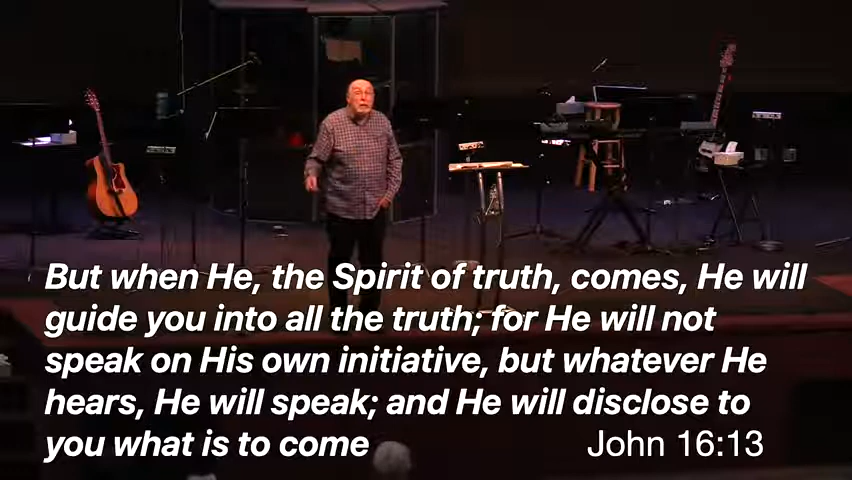 But when He, the Spirit of truth, comes, He will
guide you into all the truth; for He will not
speak on His own initiative, but whatever He
hears, He will speak; and He will disclose to
you what is to come
John 16:13